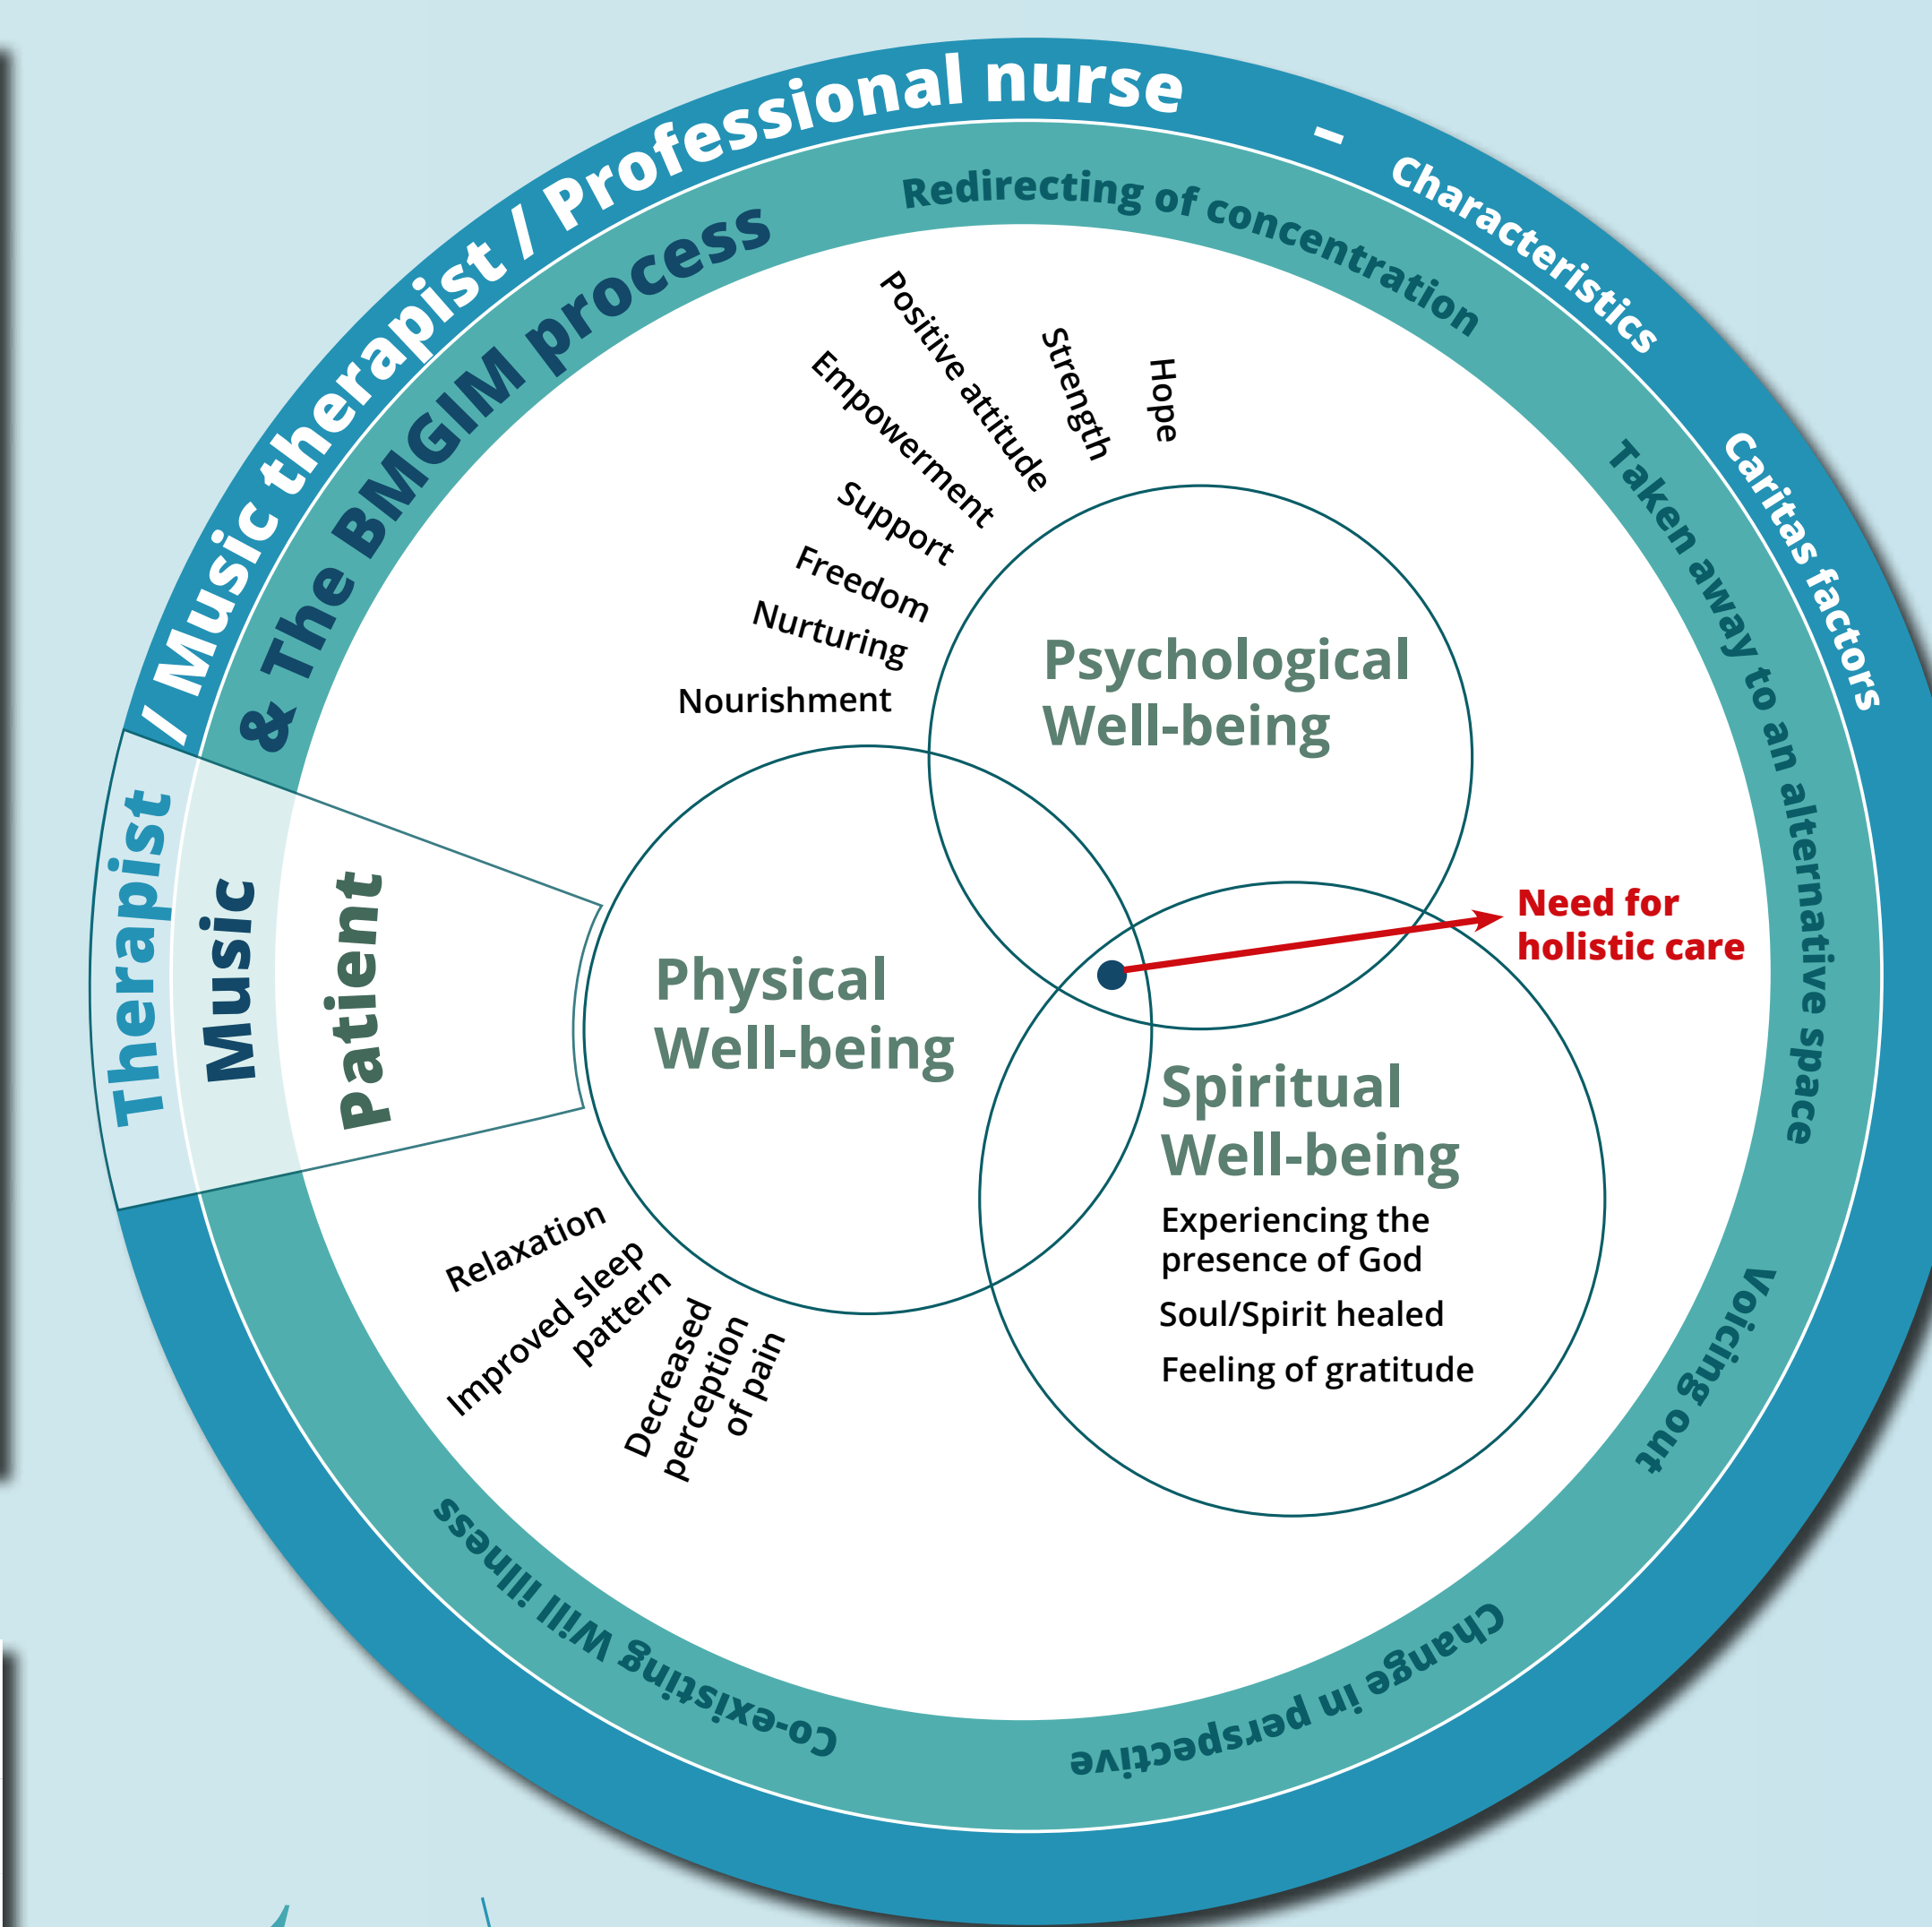 Therapist / Music therapist / Professional nurse – Characteristics Caritas factors
Music & The BMGIM process
Redirecting of concentration
Taken away to an alternative space
Voicing out
Change in perspective
Co-existing Willl illness
Patient
Hope
Strength
Positive attitude
Empowerment
Support
Freedom
Nurturing
Nourishment
Psychological
Well-being
Physical
Well-being
Need for
holistic care
Spiritual
Well-being
Experiencing the
presence of God
Soul/Spirit healed
Feeling of gratitude
Relaxation
Improved sleep
pattern
Decreased
perception
of pain